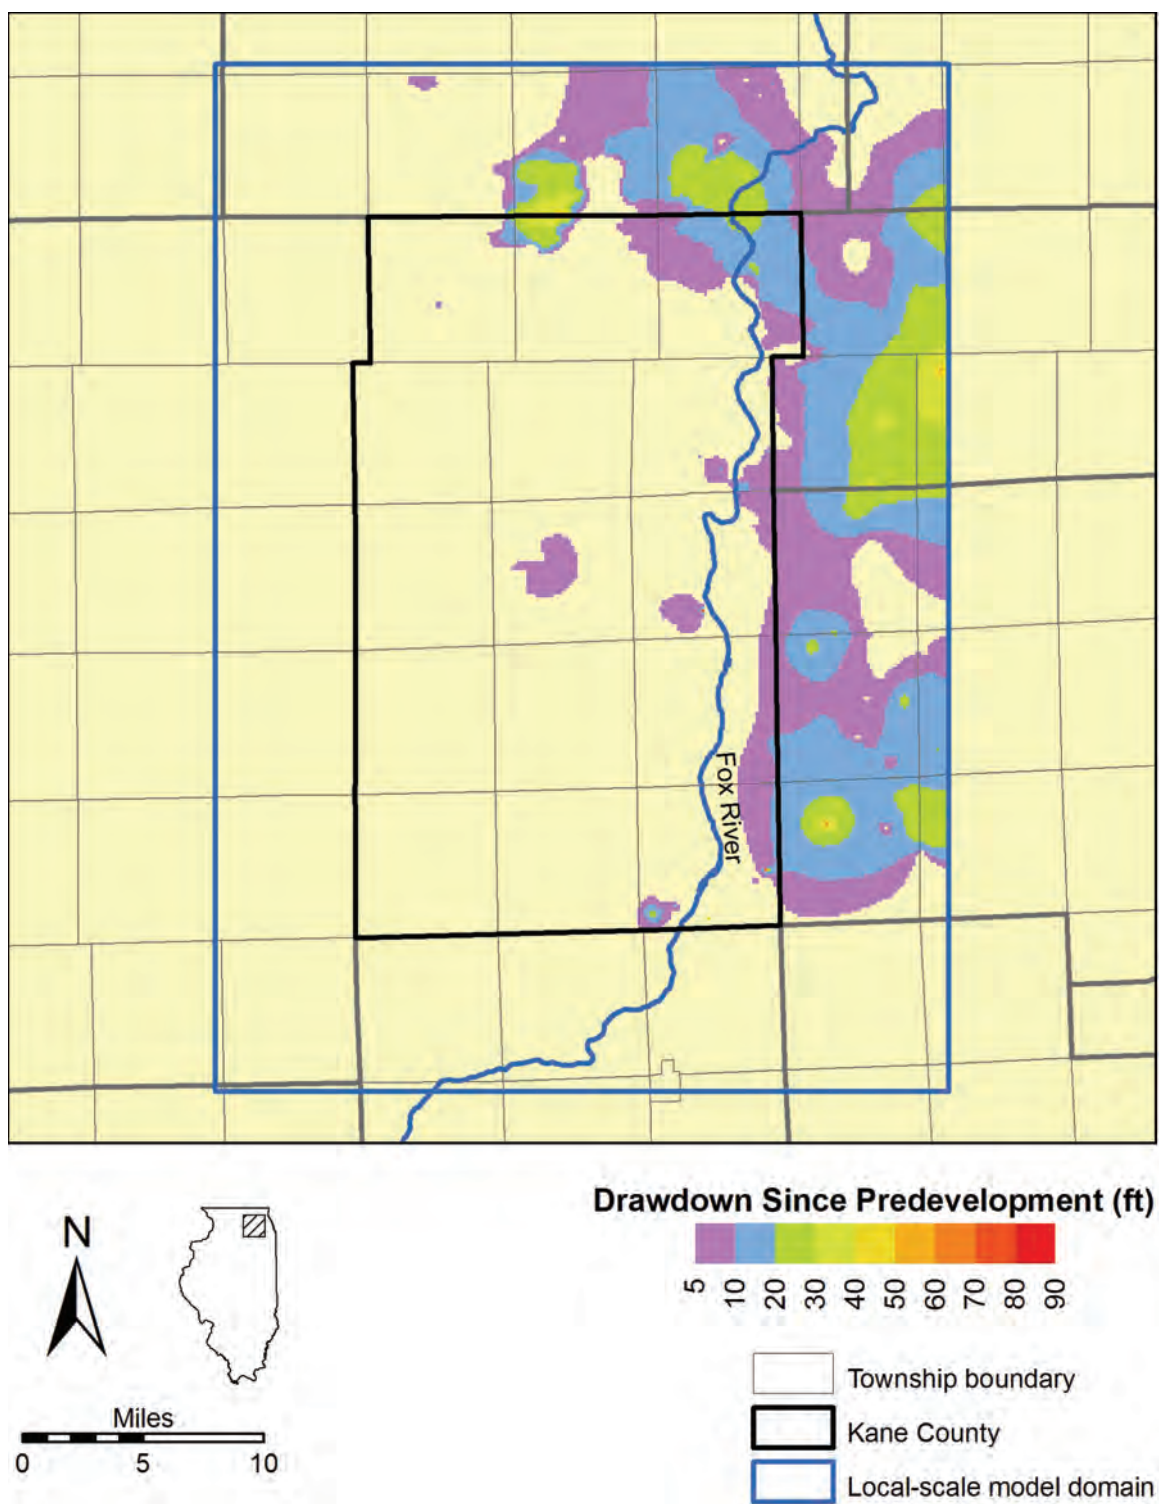 Fox River
N
Miles
0 5 10
Drawdown Since Predevelopment (ft)
5 10 20 30 40 50 60 70 80 90
Township boundary
Kane County
Local-scale model domain